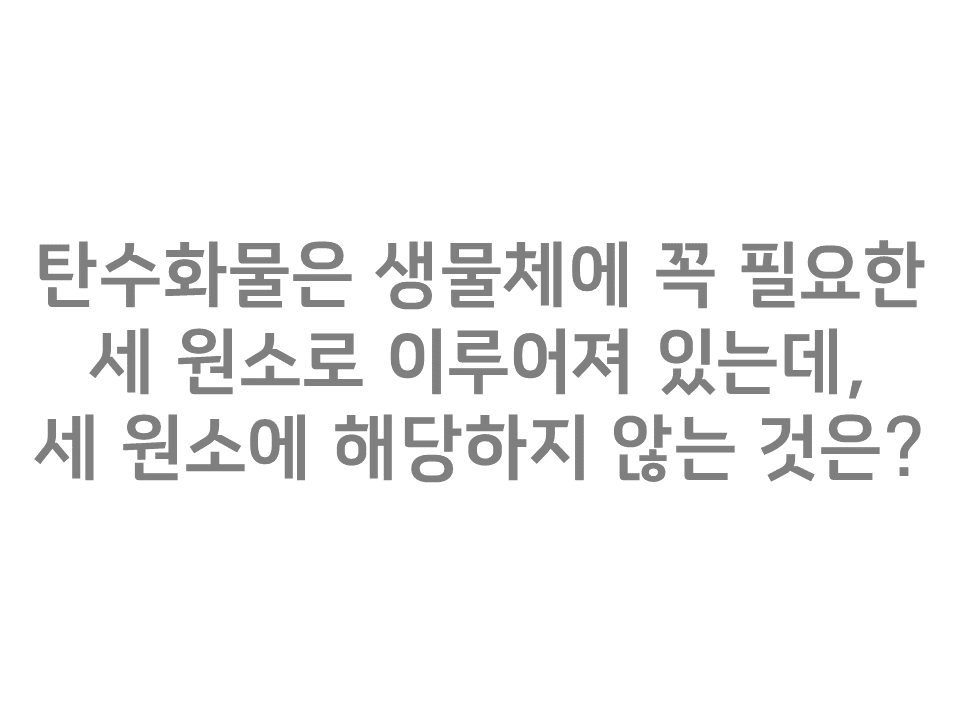 탄수화물은 생물체에 꼭 필요한
세 원소로 이루어져 있는데,
세 원소에 해당하지 않는 것은?